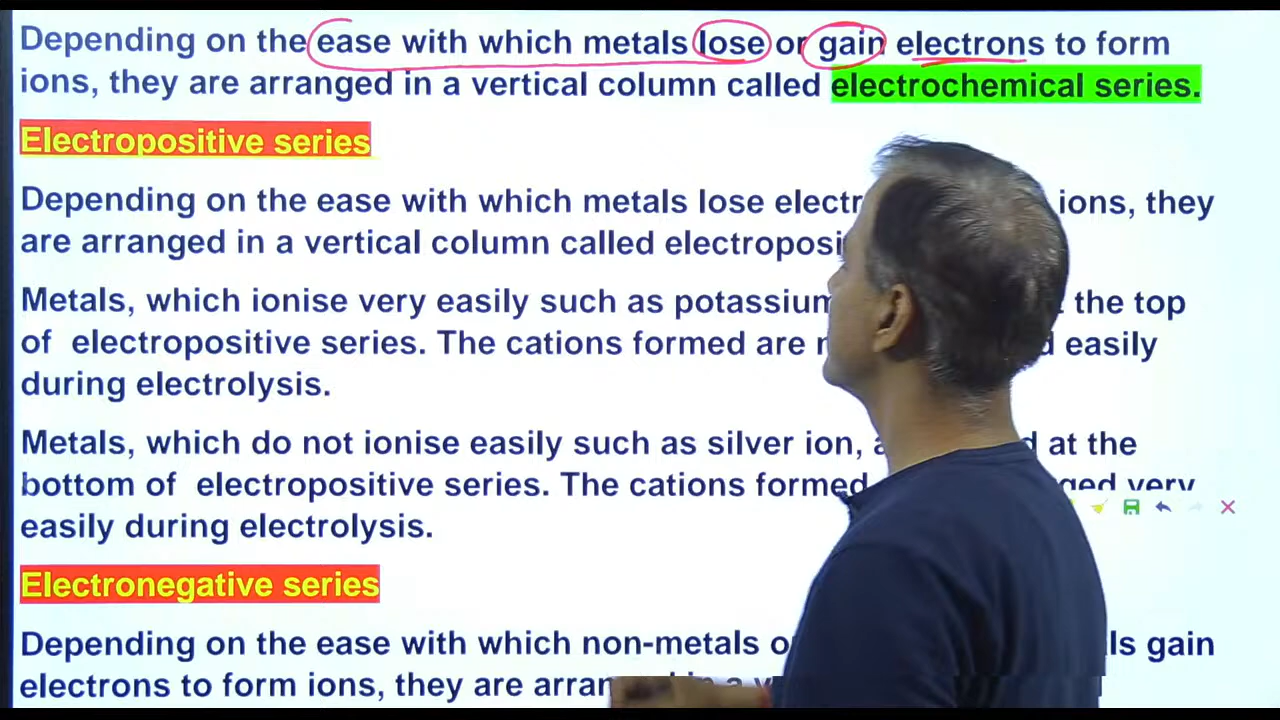 Depending on the ease with which metals lose or gain electrons to form
ions, they are arranged in a vertical column called electrochemical series.
Electropositive series
Depending on the ease with which metals lose ions, they
are arranged in a vertical column called
Metals, which ionise very easily such as potassium the top
of electropositive series. The cations formed are easily
during electrolysis.
Metals, which do not ionise easily such as silver ion, at the
bottom of electropositive series. The cations formed very
easily during electrolysis.
Electronegative series
Depending on the ease with which non-metals gain
electrons to form ions, they are in a